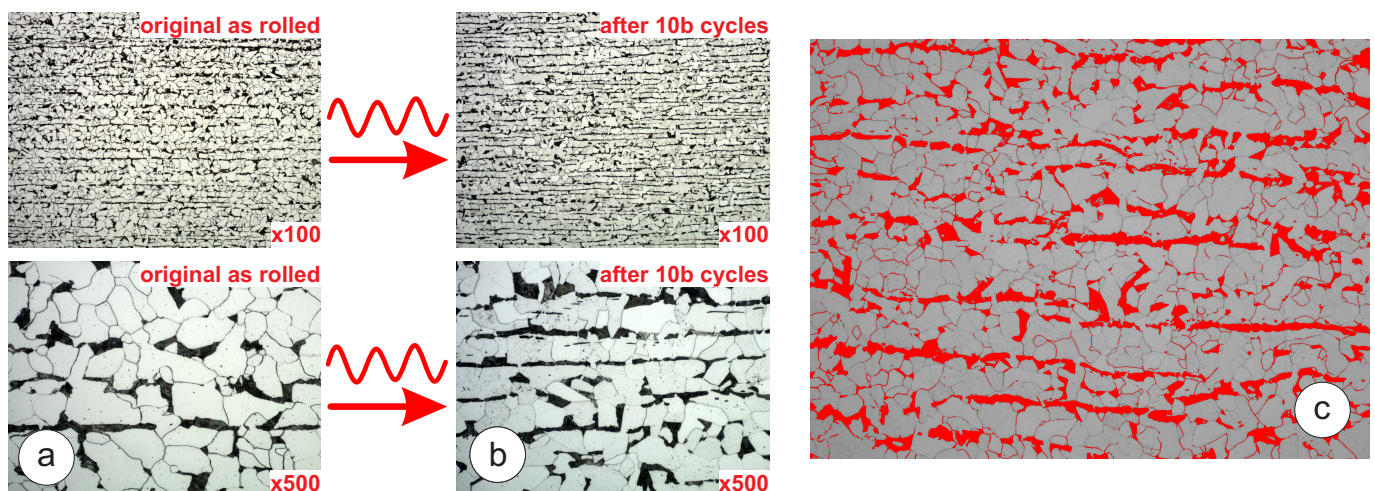 original as rolled
after 10b cycles
x100
x100
original as rolled
after 10b cycles
a
x500
b
x500
c